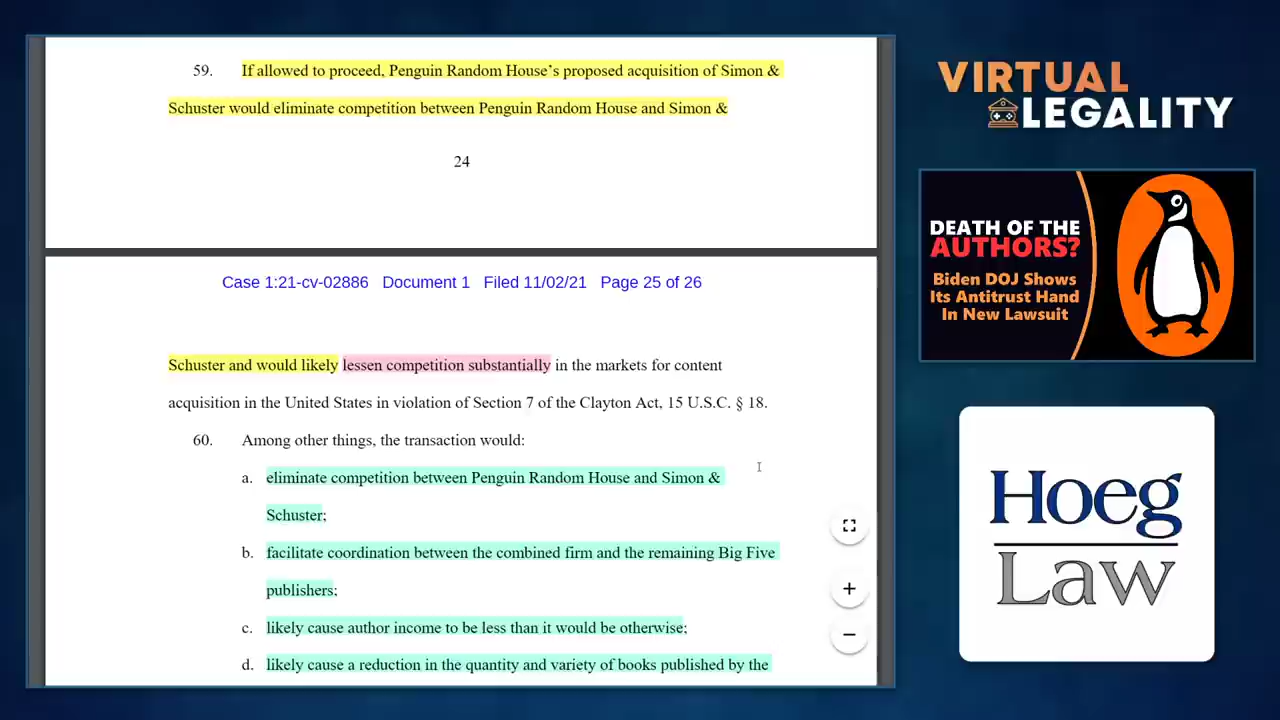 59. If allowed to proceed, Penguin Random House’s proposed acquisition of Simon &
Schuster would eliminate competition between Penguin Random House and Simon &
24
Case 1:21-cv-02886 Document 1 Filed 11/02/21 Page 25 of 26
Schuster and would likely lessen competition substantially in the markets for content
acquisition in the United States in violation of Section 7 of the Clayton Act, 15 U.S.C. § 18.
60. Among other things, the transaction would:
a. eliminate competition between Penguin Random House and Simon &
Schuster;
b. facilitate coordination between the combined firm and the remaining Big Five
publishers;
c. likely cause author income to be less than it would be otherwise;
d. likely cause a reduction in the quantity and variety of books published by the
VIRTUAL
LEGALITY
DEATH OF THE
AUTHORS?
Biden DOJ Shows
Its Antitrust Hand
In New Lawsuit
Hoeg
Law